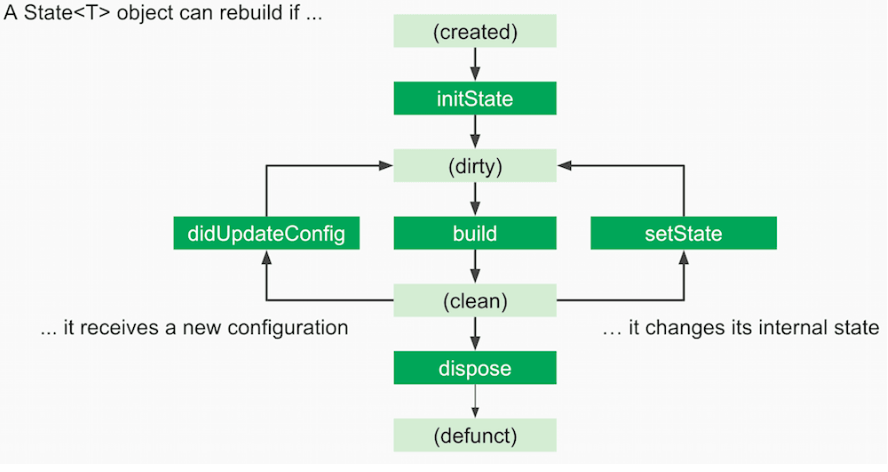 A State<T> object can rebuild if ...
(created)
initState
(dirty)
didUpdateConfig
build
setState
(clean)
... it receives a new configuration
... it changes its internal state
dispose
(defunct)